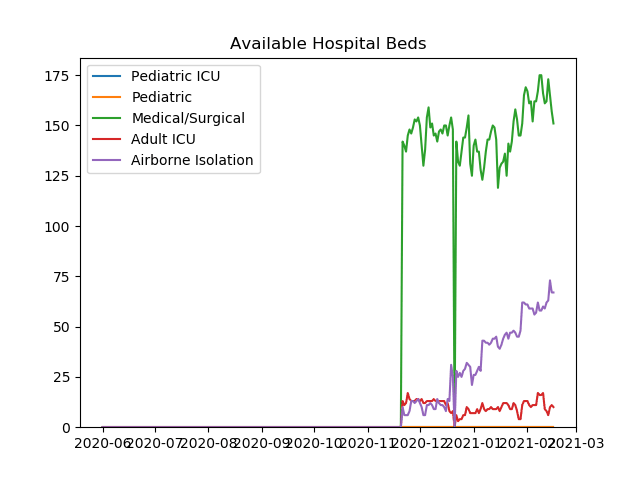 Available Hospital Beds
Pediatric ICU
Pediatric
Medical/Surgical
Adult ICU
Airborne Isolation
175
150
125
100
75
50
25
0
2020-06 2020-07 2020-08 2020-09 2020-10 2020-11 2020-12 2021-01 2021-02 2021-03